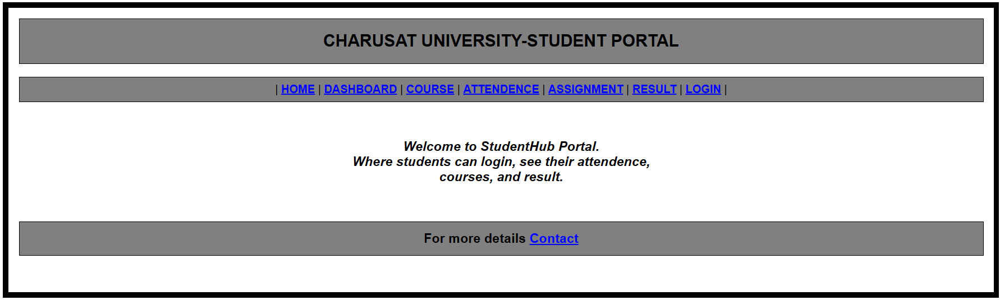 CHARUSAT UNIVERSITY-STUDENT PORTAL
| HOME | DASHBOARD | COURSE | ATTENDENCE | ASSIGNMENT | RESULT | LOGIN |
Welcome to StudentHub Portal.
Where students can login, see their attendence,
courses, and result.
For more details Contact